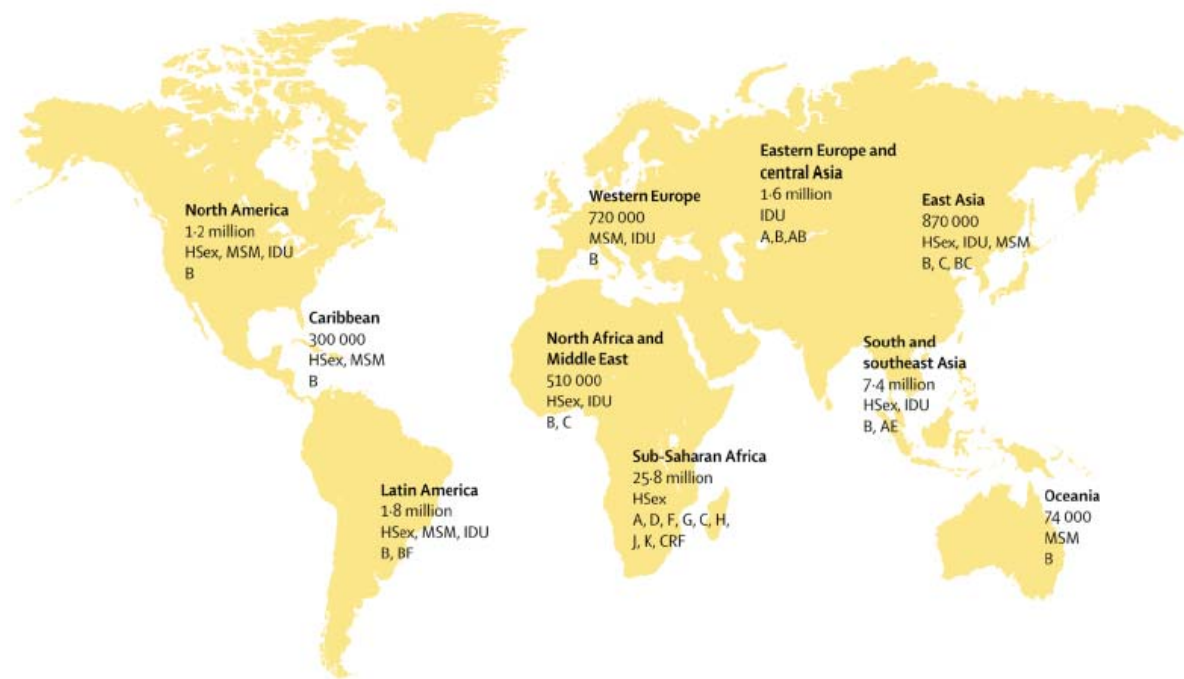 North America
1·2 million
HSex, MSM, IDU
B
Caribbean
300 000
HSex, MSM
B
Latin America
1·8 million
HSex, MSM, IDU
B, BF
Western Europe
720 000
MSM, IDU
B
North Africa and
Middle East
510 000
HSex, IDU
B, C
Sub-Saharan Africa
25·8 million
HSex
A, D, F, G, C, H,
J, K, CRF
Eastern Europe and
central Asia
1·6 million
IDU
A,B,AB
East Asia
870 000
HSex, IDU, MSM
B, C, BC
South and
southeast Asia
7·4 million
HSex, IDU
B, AE
Oceania
74 000
MSM
B